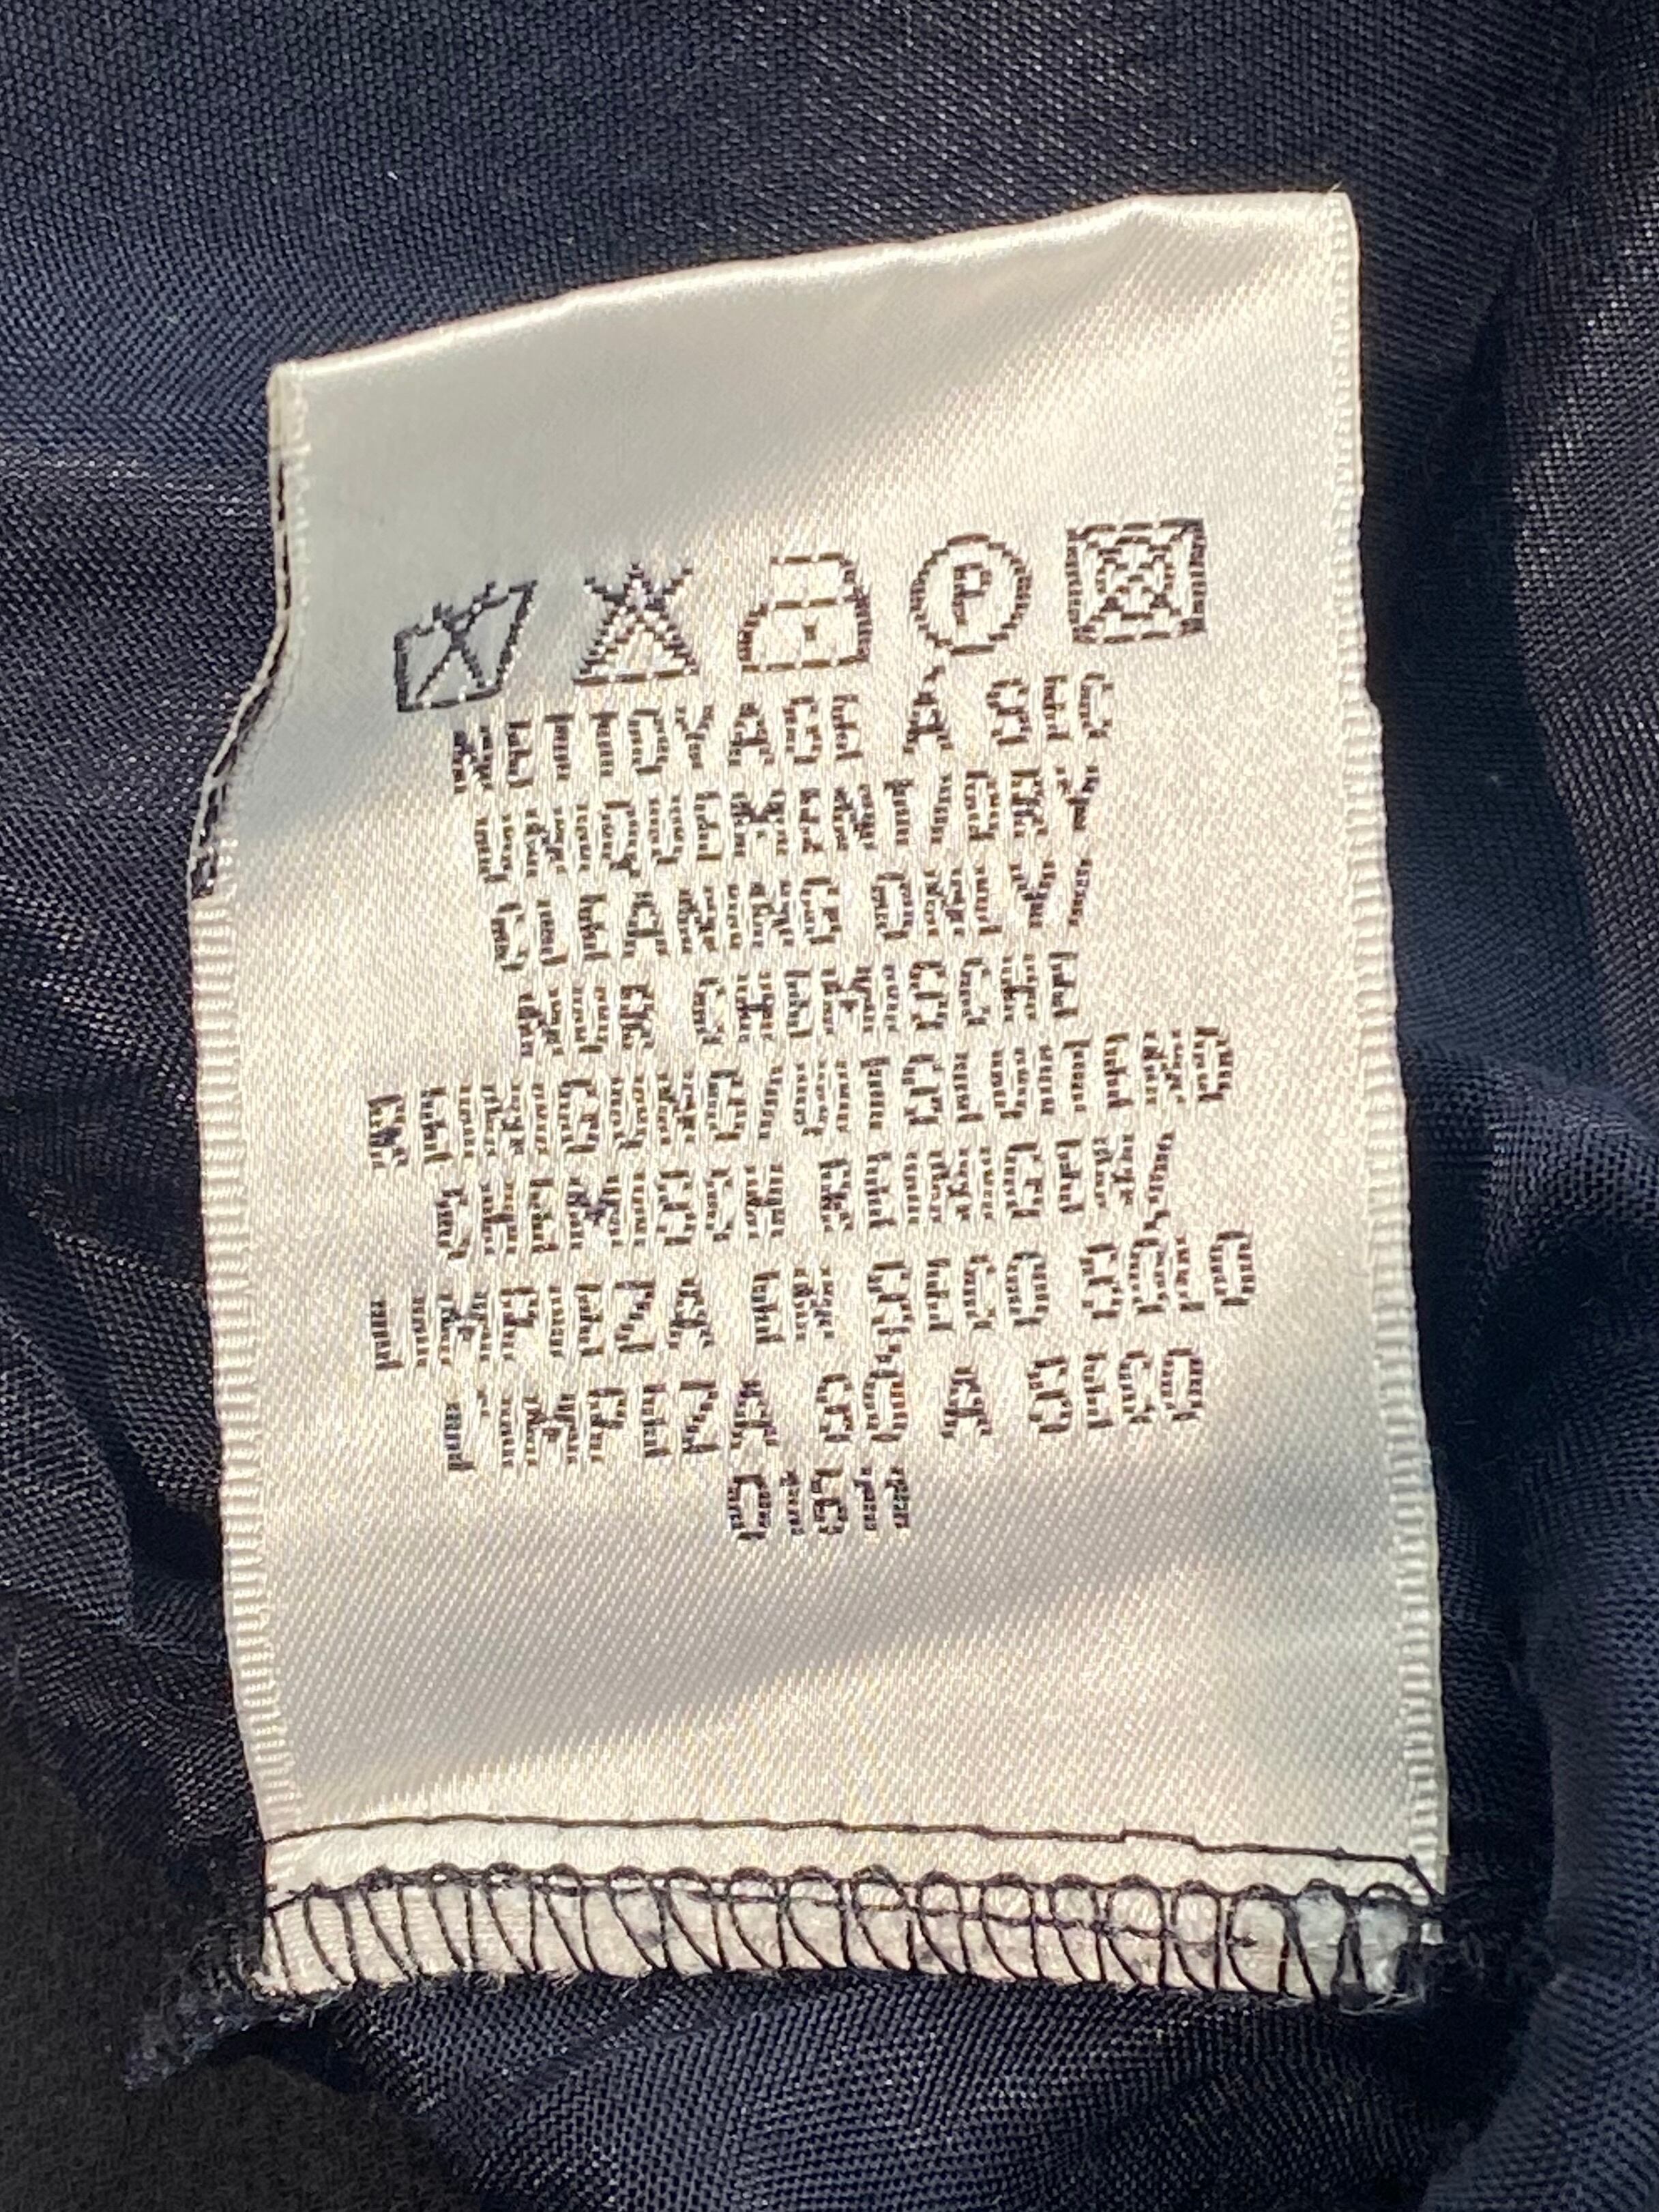 P
NETTOYAGE À SEC
UNIQUEMENT/DRY
CLEANING ONLY/
NUR CHEMISCHE
REINIGUNG/UITSLUITEND
CHEMISCH REINIGEN/
LIMPIEZA EN SECO SÓLO
LIMPEZA SÓ A SECO
01611